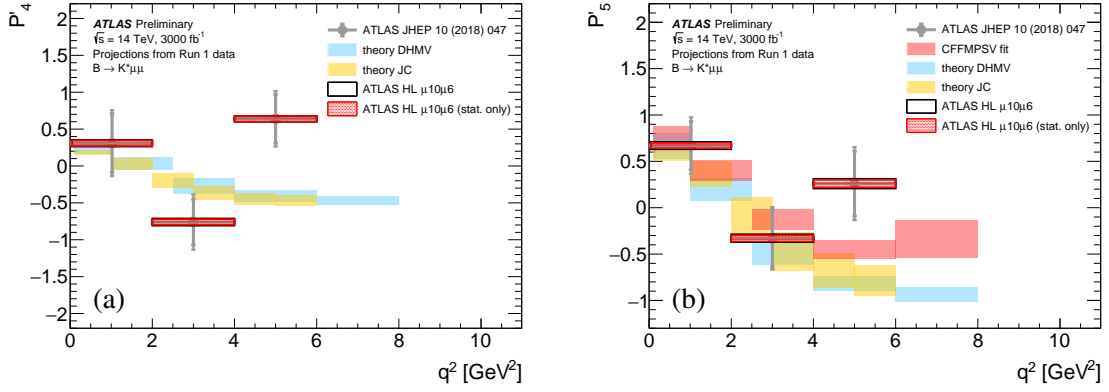 P'4
ATLAS Preliminary
√s = 14 TeV, 3000 fb⁻¹
Projections from Run 1 data
B → K*μμ
ATLAS JHEP 10 (2018) 047
theory DHMV
theory JC
ATLAS HL μ10μ6
ATLAS HL μ10μ6 (stat. only)
2
1.5
1
0.5
0
−0.5
−1
−1.5
−2
(a)
0 2 4 6 8 10
q² [GeV²]
P'5
ATLAS Preliminary
√s = 14 TeV, 3000 fb⁻¹
Projections from Run 1 data
B → K*μμ
ATLAS JHEP 10 (2018) 047
CFFMPSV fit
theory DHMV
theory JC
ATLAS HL μ10μ6
ATLAS HL μ10μ6 (stat. only)
2
1.5
1
0.5
0
−0.5
−1
(b)
0 2 4 6 8 10
q² [GeV²]